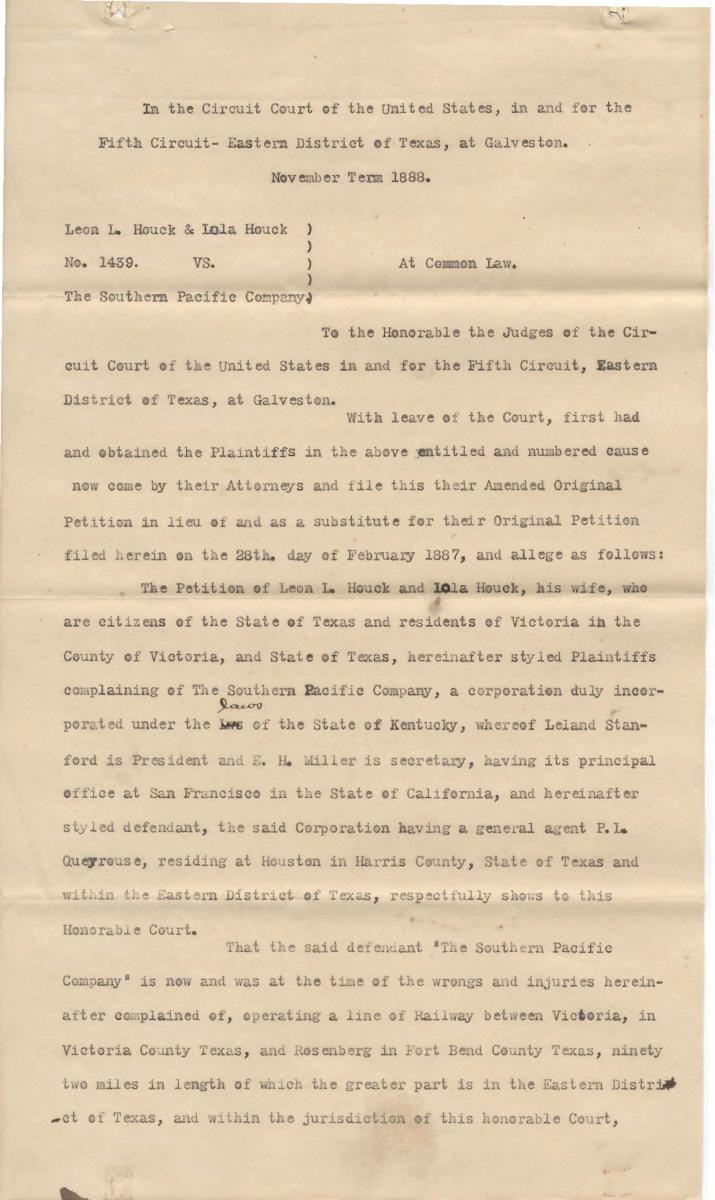 In the Circuit Court of the United States, in and for the
Fifth Circuit- Eastern District of Texas, at Galveston.
November Term 1888.
Leon L. Houck & Lola Houck )
)
No. 1439. VS. ) At Common Law.
)
The Southern Pacific Company.)
To the Honorable the Judges of the Cir-
cuit Court of the United States in and for the Fifth Circuit, Eastern
District of Texas, at Galveston.
With leave of the Court, first had
and obtained the Plaintiffs in the above entitled and numbered cause
now come by their Attorneys and file this their Amended Original
Petition in lieu of and as a substitute for their Original Petition
filed herein on the 28th. day of February 1887, and allege as follows:
The Petition of Leon L. Houck and Lola Houck, his wife, who
are citizens of the State of Texas and residents of Victoria in the
County of Victoria, and State of Texas, hereinafter styled Plaintiffs
complaining of The Southern Pacific Company, a corporation duly incor-
laws
porated under the of the State of Kentucky, whereof Leland Stan-
ford is President and E. H. Miller is secretary, having its principal
office at San Francisco in the State of California, and hereinafter
styled defendant, the said Corporation having a general agent P.L.
Queyrouse, residing at Houston in Harris County, State of Texas and
within the Eastern District of Texas, respectfully shows to this
Honorable Court.
That the said defendant "The Southern Pacific
Company" is now and was at the time of the wrongs and injuries herein-
after complained of, operating a line of Railway between Victoria, in
Victoria County Texas, and Rosenberg in Fort Bend County Texas, ninety
two miles in length of which the greater part is in the Eastern Distri
-ct of Texas, and within the jurisdiction of this honorable Court,